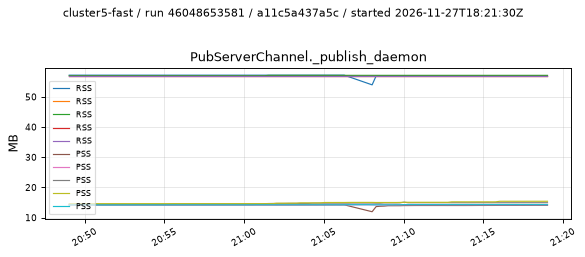 cluster5-fast / run 46048653581 / a11c5a437a5c / started 2026-11-27T18:21:30Z
PubServerChannel._publish_daemon
MB
50
40
30
20
10
RSS
RSS
RSS
RSS
RSS
PSS
PSS
PSS
PSS
PSS
20:50
20:55
21:00
21:05
21:10
21:15
21:20